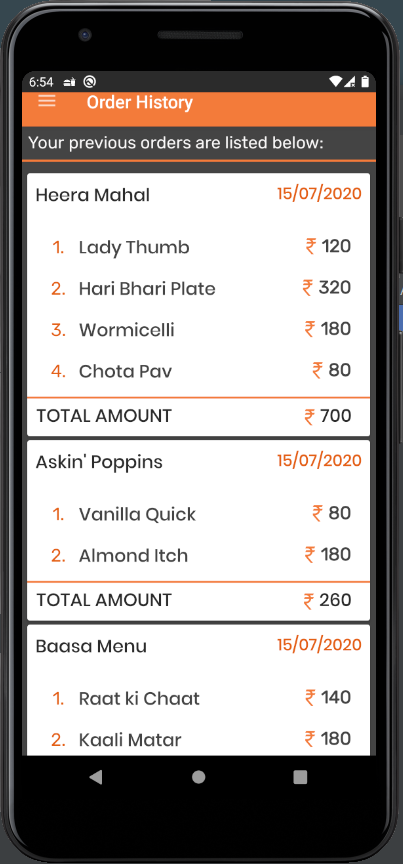 6:54
Order History
Your previous orders are listed below:
Heera Mahal 15/07/2020
1. Lady Thumb ₹ 120
2. Hari Bhari Plate ₹ 320
3. Wormicelli ₹ 180
4. Chota Pav ₹ 80
TOTAL AMOUNT ₹ 700
Askin' Poppins 15/07/2020
1. Vanilla Quick ₹ 80
2. Almond Itch ₹ 180
TOTAL AMOUNT ₹ 260
Baasa Menu 15/07/2020
1. Raat ki Chaat ₹ 140
2. Kaali Matar ₹ 180